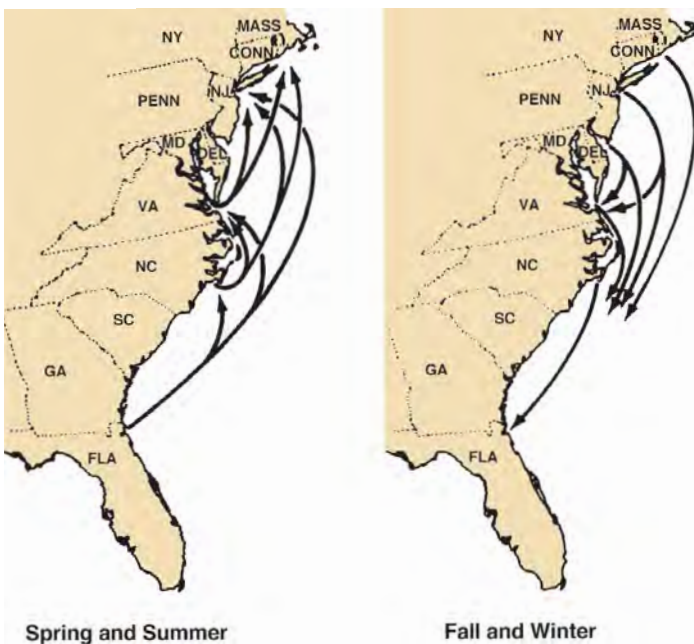 NY
MASS
CONN
PENN
NJ
MD
DEL
VA
NC
SC
GA
FLA
Spring and Summer
NY
MASS
CONN
PENN
NJ
MD
DEL
VA
NC
SC
GA
FLA
Fall and Winter